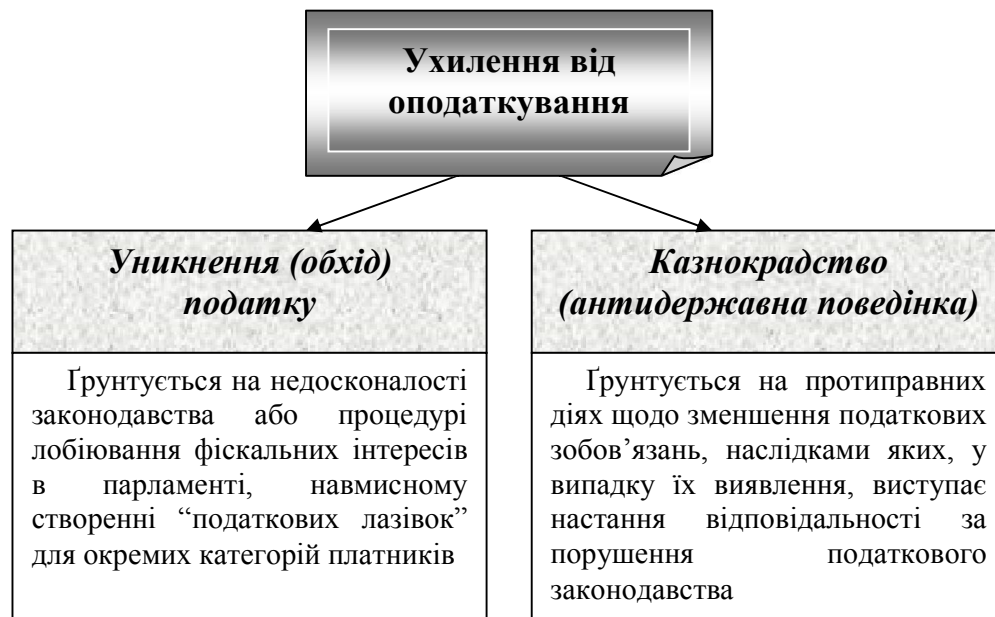 Ухилення від
оподаткування
Уникнення (обхід)
податку
Ґрунтується на недосконалості
законодавства або процедурі
лобіювання фіскальних інтересів
в парламенті, навмисному
створенні “податкових лазівок”
для окремих категорій платників
Казнокрадство
(антидержавна поведінка)
Ґрунтується на протиправних
діях щодо зменшення податкових
зобов’язань, наслідками яких, у
випадку їх виявлення, виступає
настання відповідальності за
порушення податкового
законодавства